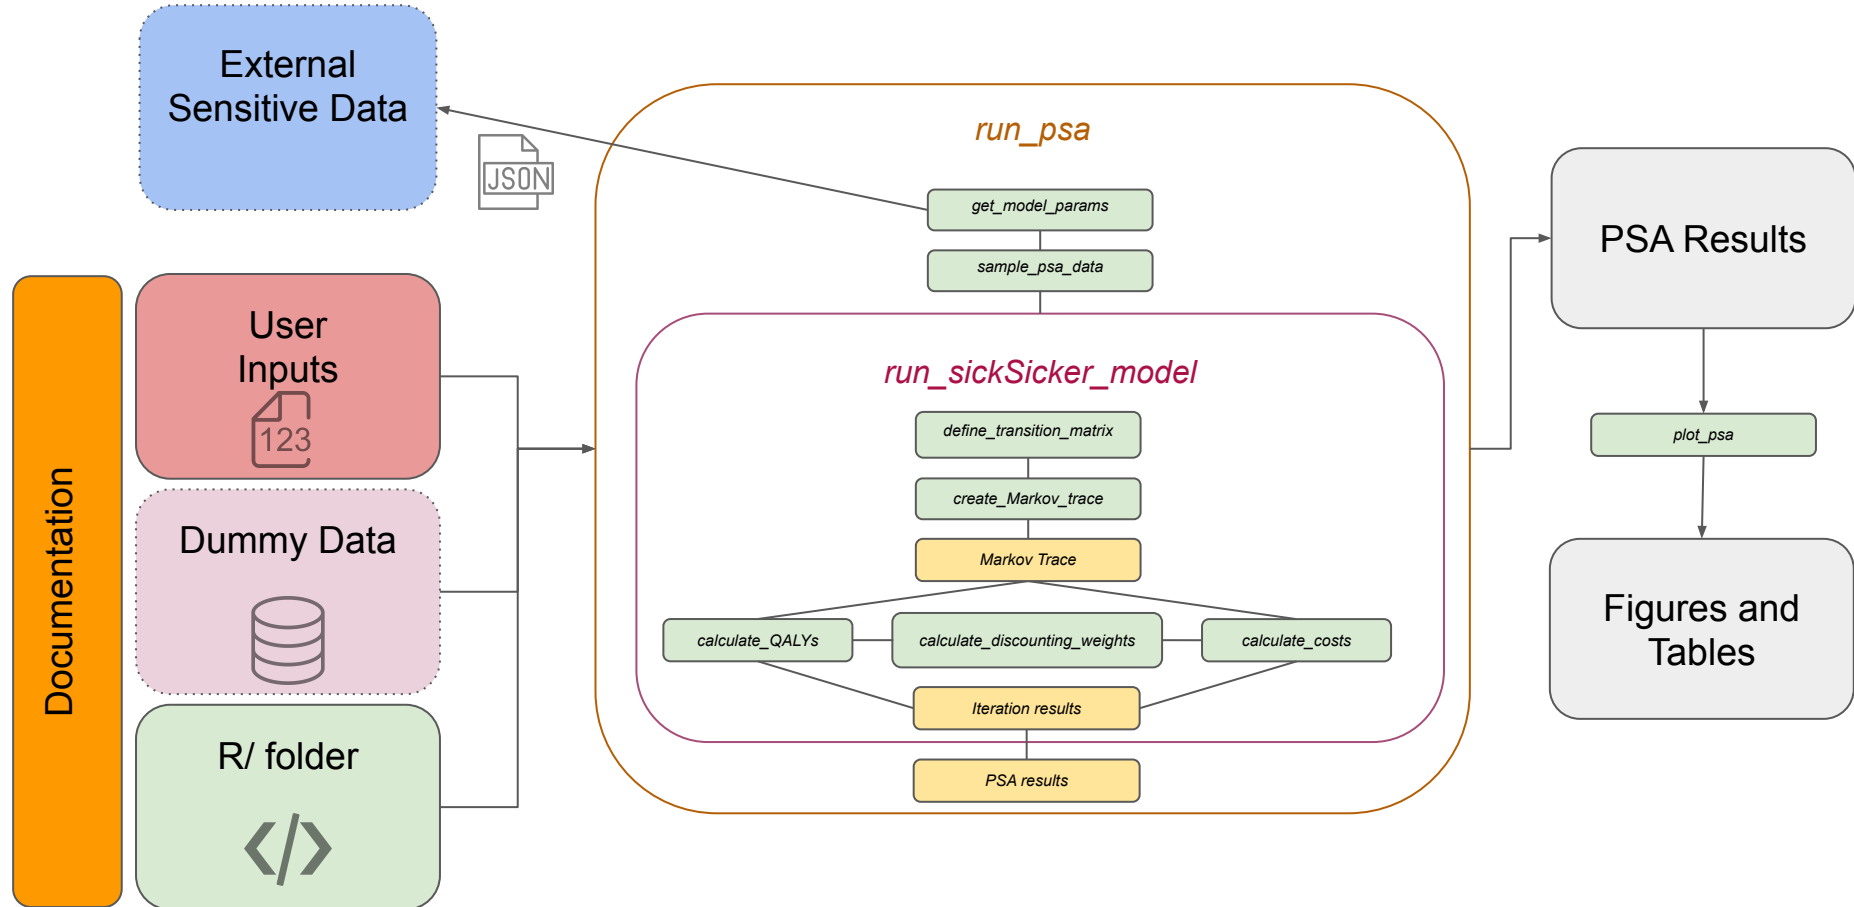 External
Sensitive Data
JSON
run_psa
get_model_params
sample_psa_data
run_sickSicker_model
define_transition_matrix
create_Markov_trace
Markov Trace
calculate_QALYs
calculate_discounting_weights
calculate_costs
Iteration results
PSA results
Documentation
User
Inputs
123
Dummy Data
R/ folder
</>
PSA Results
plot_psa
Figures and
Tables